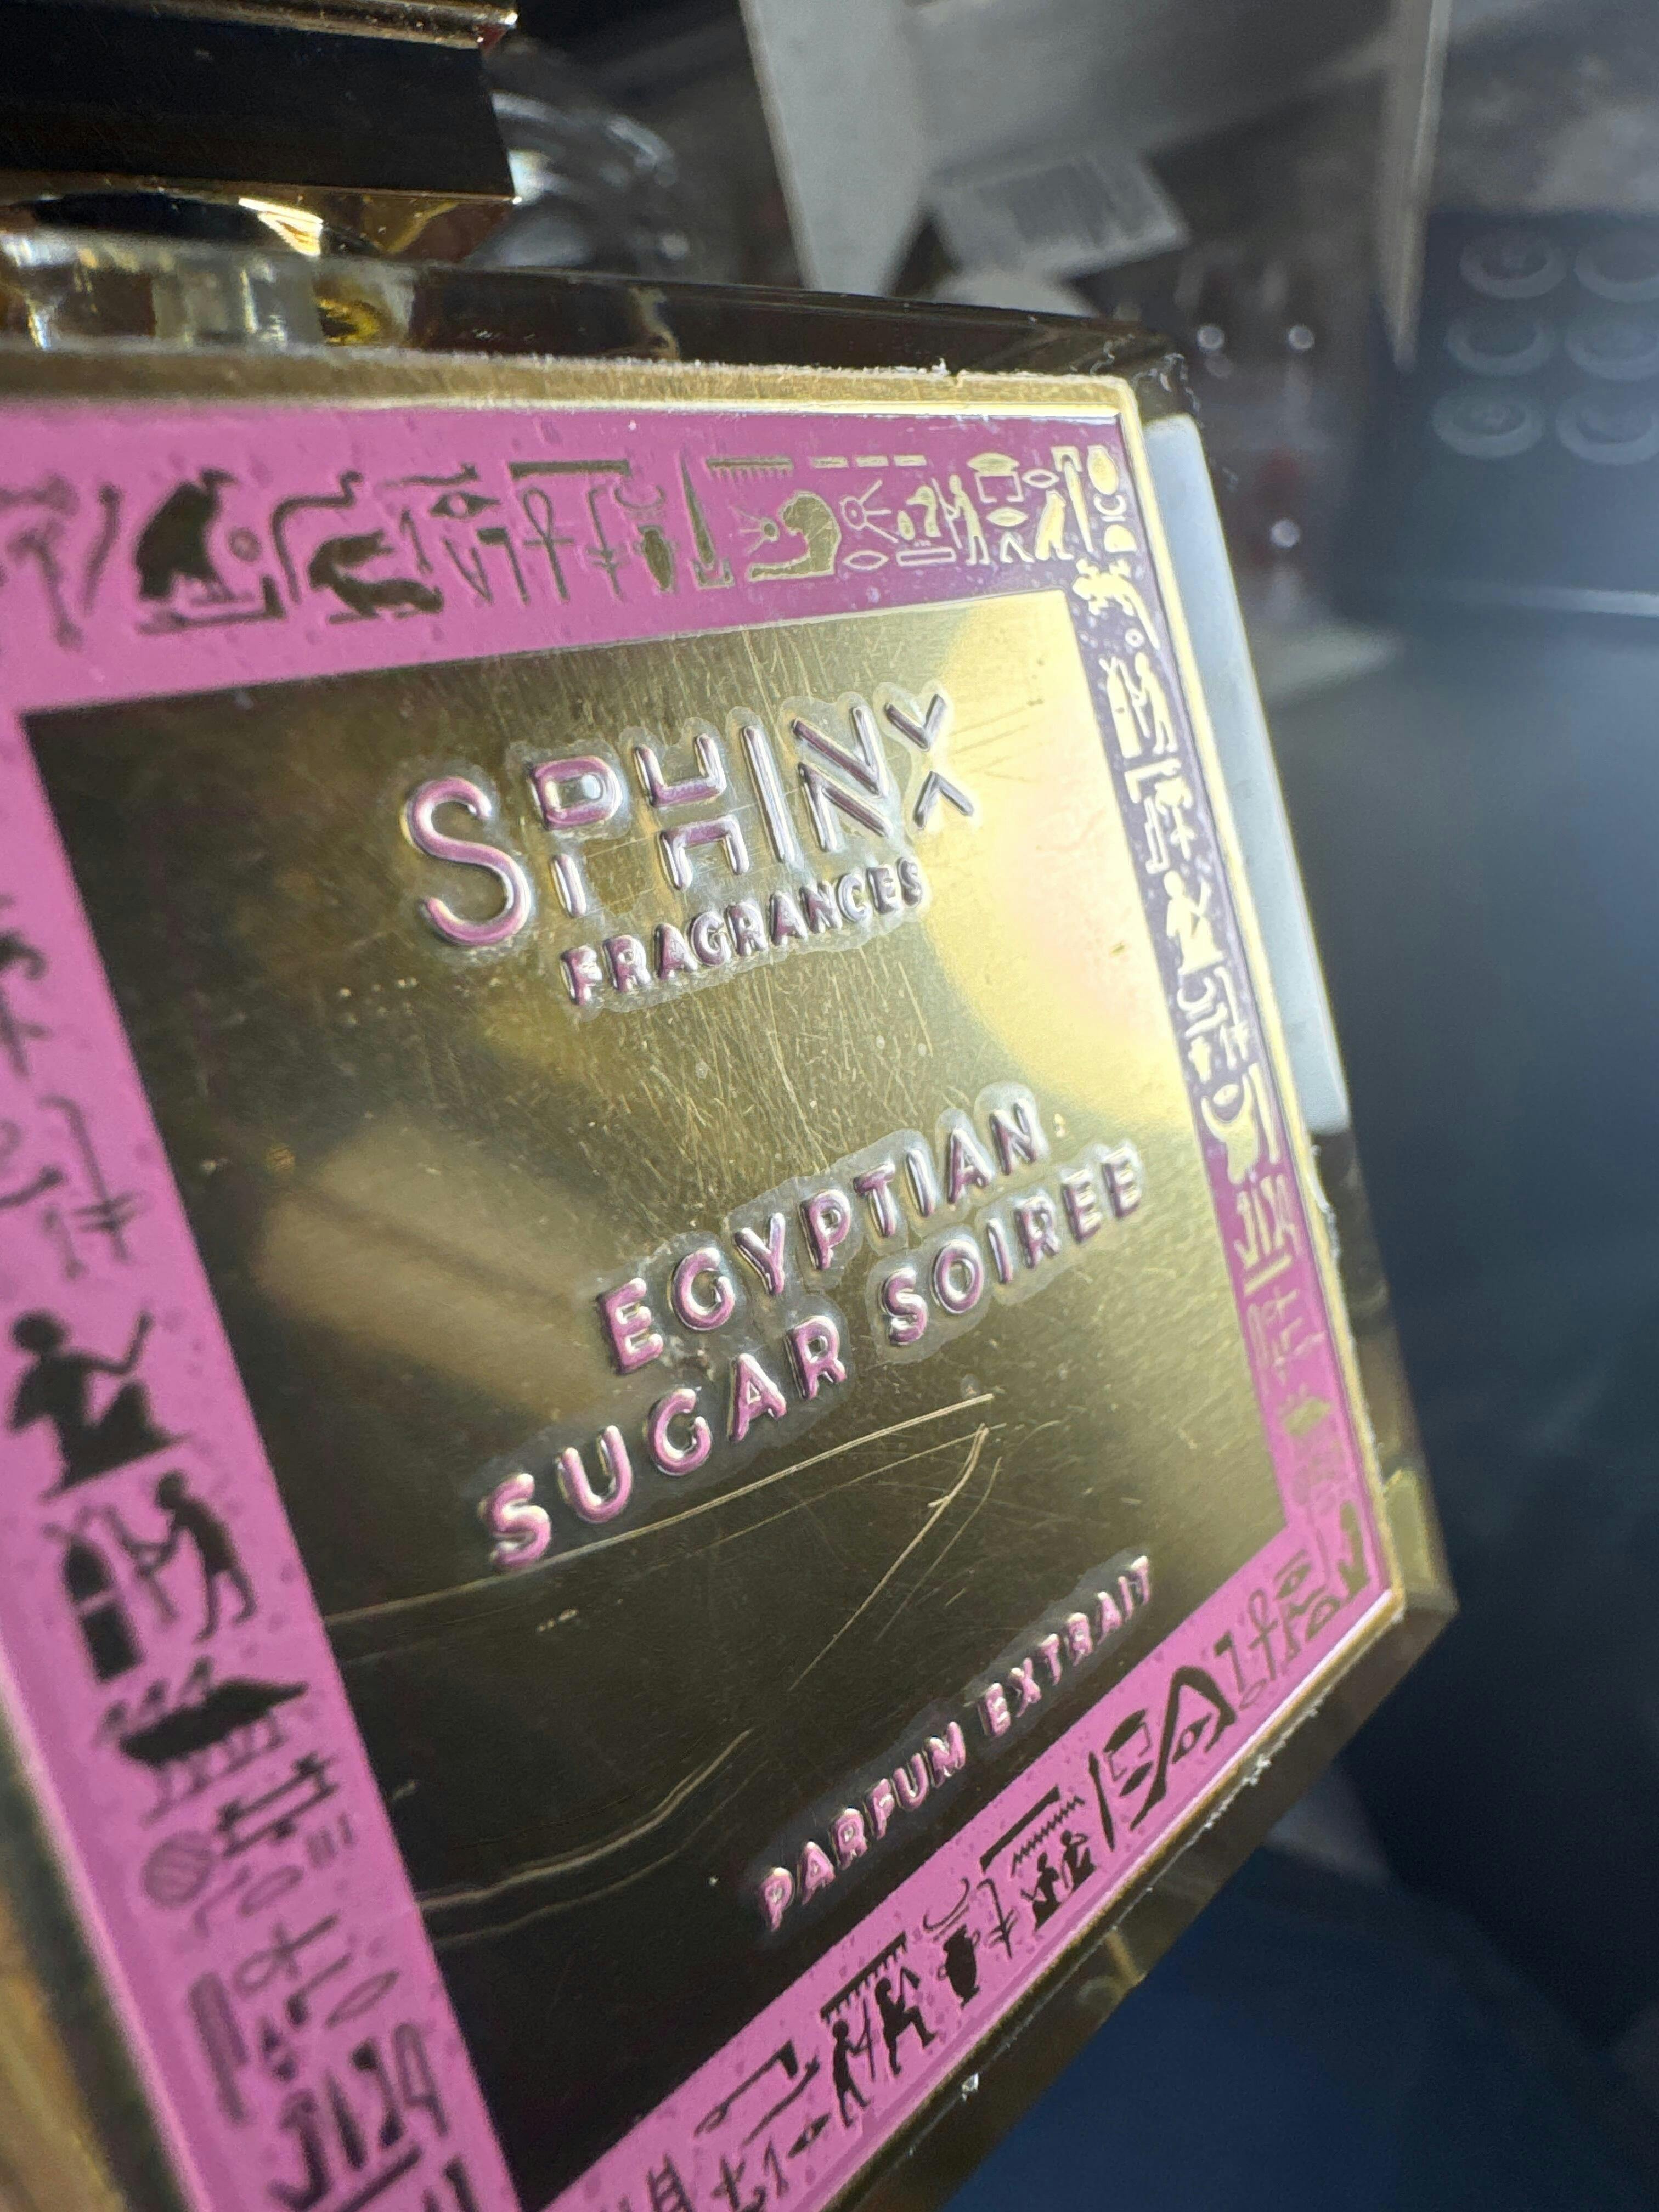 SPHINX
FRAGRANCES
EGYPTIAN
SUGAR SOIREE
PARFUM EXTRAIT